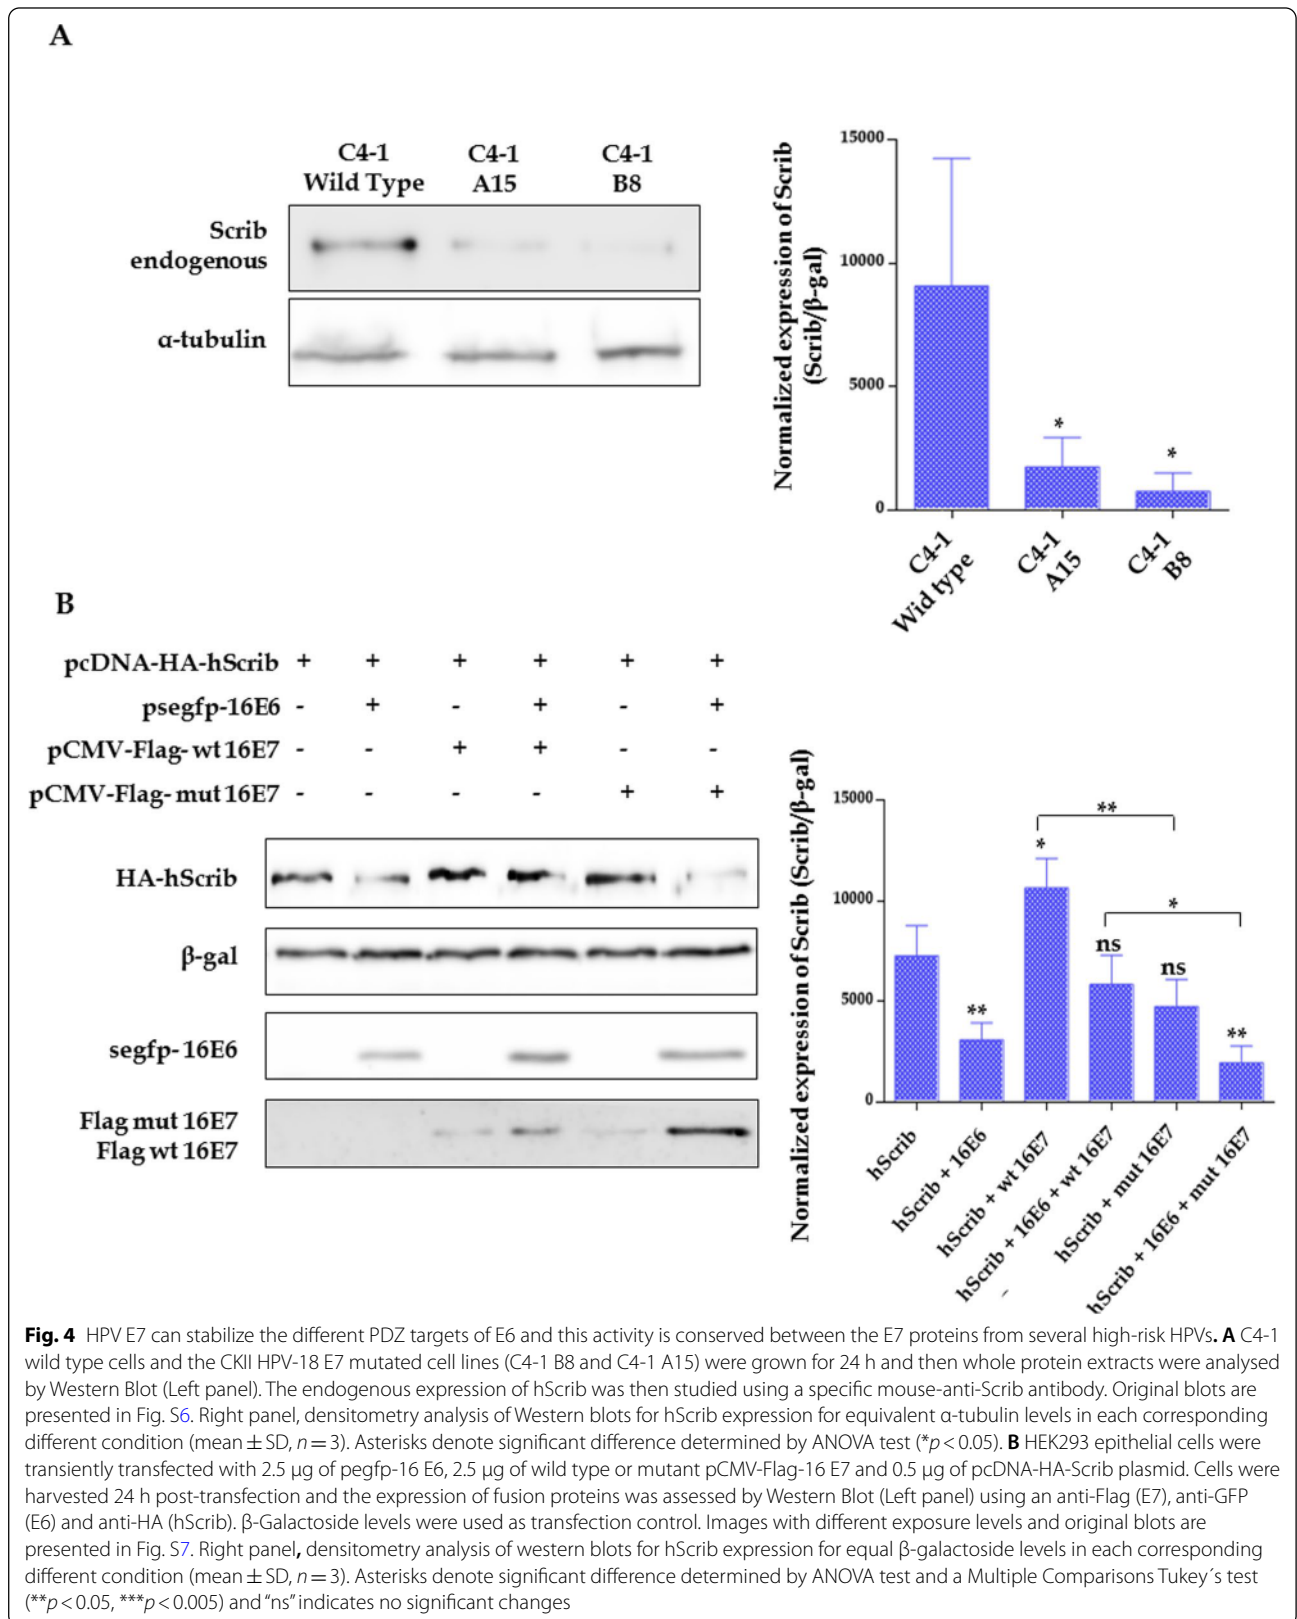 A
C4-1
Wild Type
C4-1
A15
C4-1
B8
Scrib
endogenous
α-tubulin
Normalized expression of Scrib
(Scrib/β-gal)
15000
10000
5000
0
*
*
C4-1
Wid type
C4-1
A15
C4-1
B8
B
pcDNA-HA-hScrib + + + + + +
psegfp-16E6 - + - + - +
pCMV-Flag- wt 16E7 - - + + - -
pCMV-Flag- mut 16E7 - - - - + +
HA-hScrib
β-gal
segfp- 16E6
Flag mut 16E7
Flag wt 16E7
Normalized expression of Scrib (Scrib/β-gal)
15000
10000
5000
0
**
*
*
ns
ns
**
**
hScrib
hScrib + 16E6
hScrib + wt 16E7
hScrib + 16E6 + wt 16E7
hScrib + mut 16E7
hScrib + 16E6 + mut 16E7
Fig. 4 HPV E7 can stabilize the different PDZ targets of E6 and this activity is conserved between the E7 proteins from several high-risk HPVs. A C4-1
wild type cells and the CKII HPV-18 E7 mutated cell lines (C4-1 B8 and C4-1 A15) were grown for 24 h and then whole protein extracts were analysed
by Western Blot (Left panel). The endogenous expression of hScrib was then studied using a specific mouse-anti-Scrib antibody. Original blots are
presented in Fig. S6. Right panel, densitometry analysis of Western blots for hScrib expression for equivalent α-tubulin levels in each corresponding
different condition (mean ± SD, n = 3). Asterisks denote significant difference determined by ANOVA test (*p < 0.05). B HEK293 epithelial cells were
transiently transfected with 2.5 µg of pegfp-16 E6, 2.5 µg of wild type or mutant pCMV-Flag-16 E7 and 0.5 µg of pcDNA-HA-Scrib plasmid. Cells were
harvested 24 h post-transfection and the expression of fusion proteins was assessed by Western Blot (Left panel) using an anti-Flag (E7), anti-GFP
(E6) and anti-HA (hScrib). β-Galactoside levels were used as transfection control. Images with different exposure levels and original blots are
presented in Fig. S7. Right panel, densitometry analysis of western blots for hScrib expression for equal β-galactoside levels in each corresponding
different condition (mean ± SD, n = 3). Asterisks denote significant difference determined by ANOVA test and a Multiple Comparisons Tukey´s test
(**p < 0.05, ***p < 0.005) and “ns” indicates no significant changes